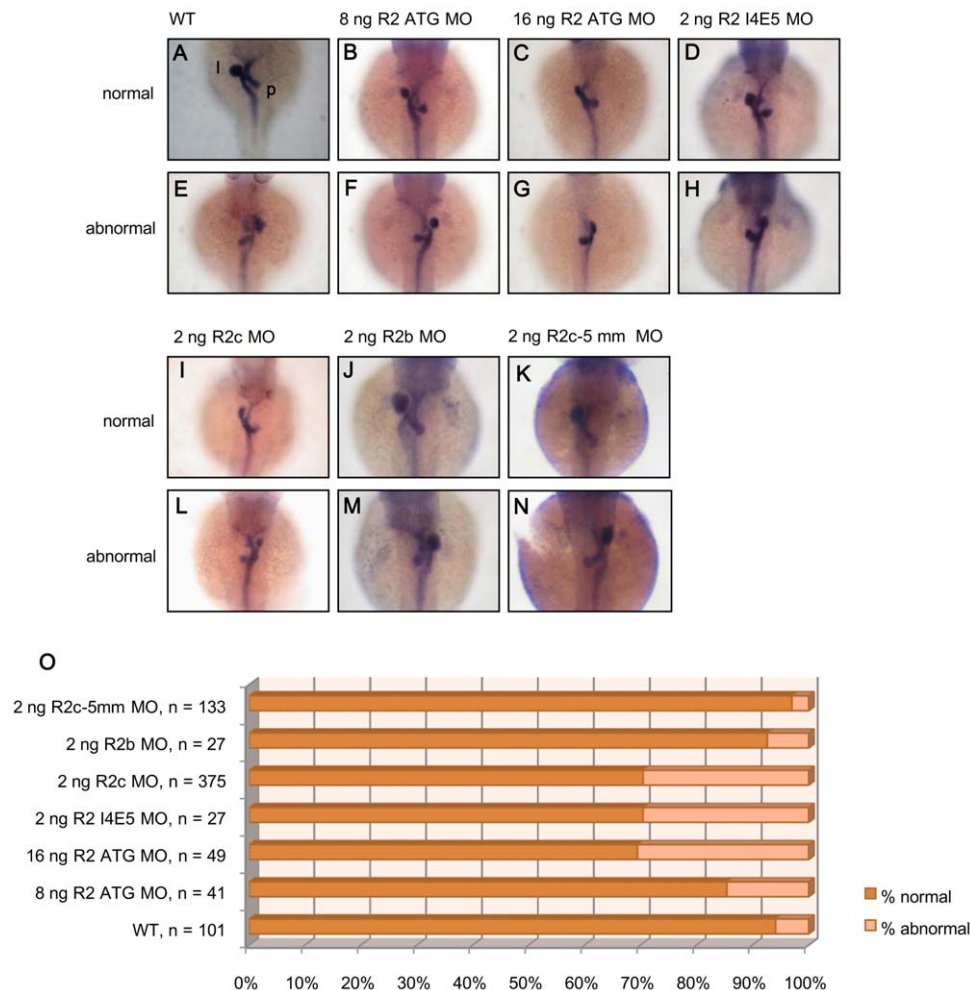 WT 8 ng R2 ATG MO 16 ng R2 ATG MO 2 ng R2 I4E5 MO
normal A l p B C D
abnormal E F G H
2 ng R2c MO 2 ng R2b MO 2 ng R2c-5 mm MO
normal I J K
abnormal L M N
O
2 ng R2c-5mm MO, n = 133
2 ng R2b MO, n = 27
2 ng R2c MO, n = 375
2 ng R2 I4E5 MO, n = 27
16 ng R2 ATG MO, n = 49
8 ng R2 ATG MO, n = 41
WT, n = 101
% normal
% abnormal
0% 10% 20% 30% 40% 50% 60% 70% 80% 90% 100%